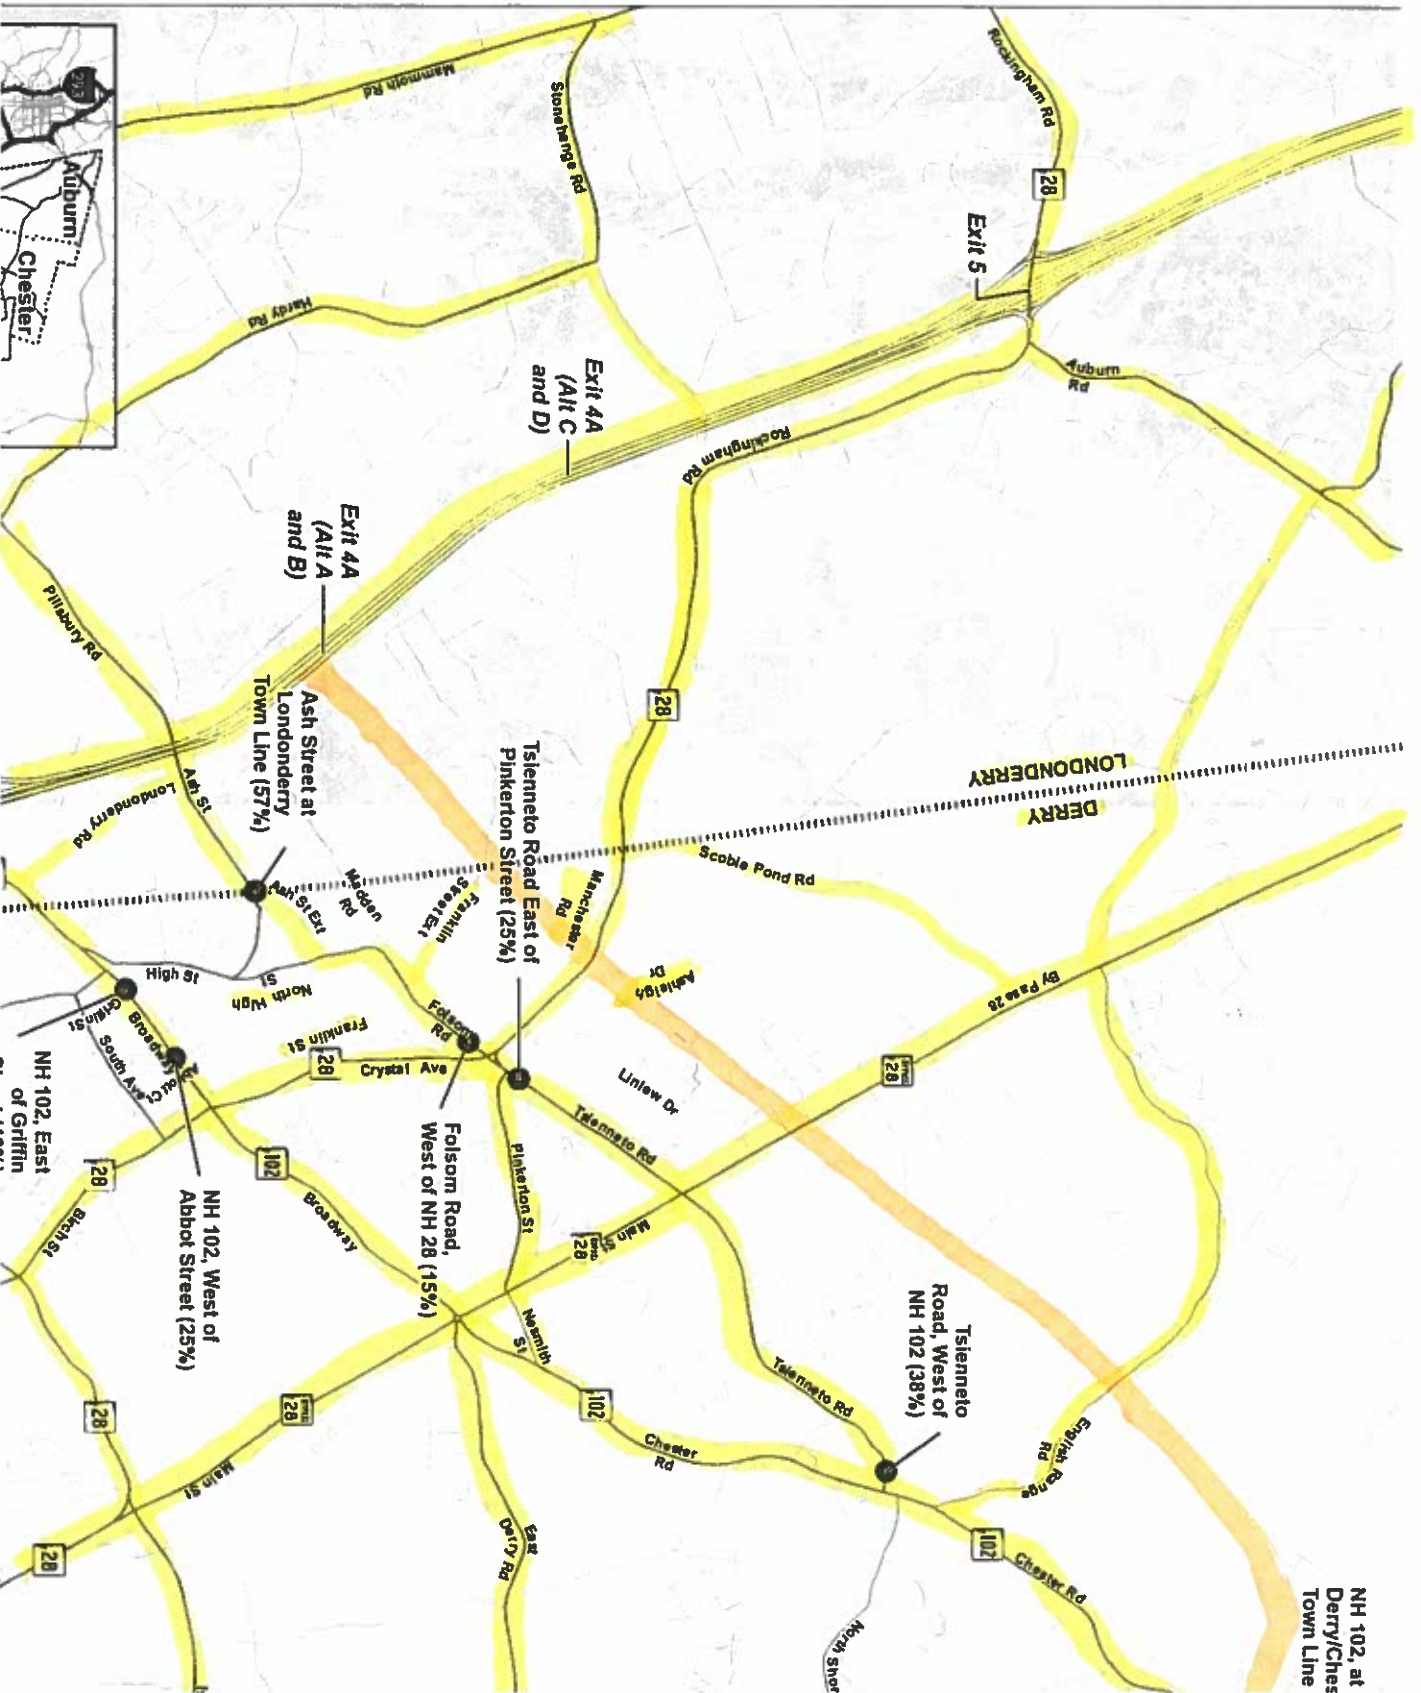 Rockingham Rd
28
Exit 5
Mammoth Rd
Stonehenge Rd
Hardy Rd
293
Auburn
Chester
Auburn
Rd
Exit 4A
(Alt C
and D)
Rockingham
Rd
Exit 4A
(Alt A
and B)
Pillsbury Rd
Ash Street at
Londonderry
Town Line (57%)
28
LONDONDERRY
DERRY
Tsienneto Road East of
Pinkerton Street (25%)
Londonderry Rd
Ash St
Ash St Ext
Madden
Rd
Franklin
Street Ext
Manchester
Rd
Scobie Pond Rd
Ashleigh
Dr
By Pass 28
High St
North High
St
Griffin St
Broadway
South Ave
Franklin St
28
Crystal Ave
Folsom
Rd
Linlew Dr
BYPASS
28
Tsienneto Rd
NH 102, East
of Griffin
28
Birch St
NH 102, West of
Abbot Street (25%)
102
Broadway
Folsom Road,
West of NH 28 (15%)
Pinkerton St
Main
St
BYPASS
28
Nesmith
St
Tsienneto
Road, West of
NH 102 (38%)
Tsienneto Rd
102
Chester
Rd
English Range
Rd
28
Main St
BYPASS
28
28
East
Derry Rd
102
Chester Rd
North Shor
NH 102, at
Derry/Ches
Town Line